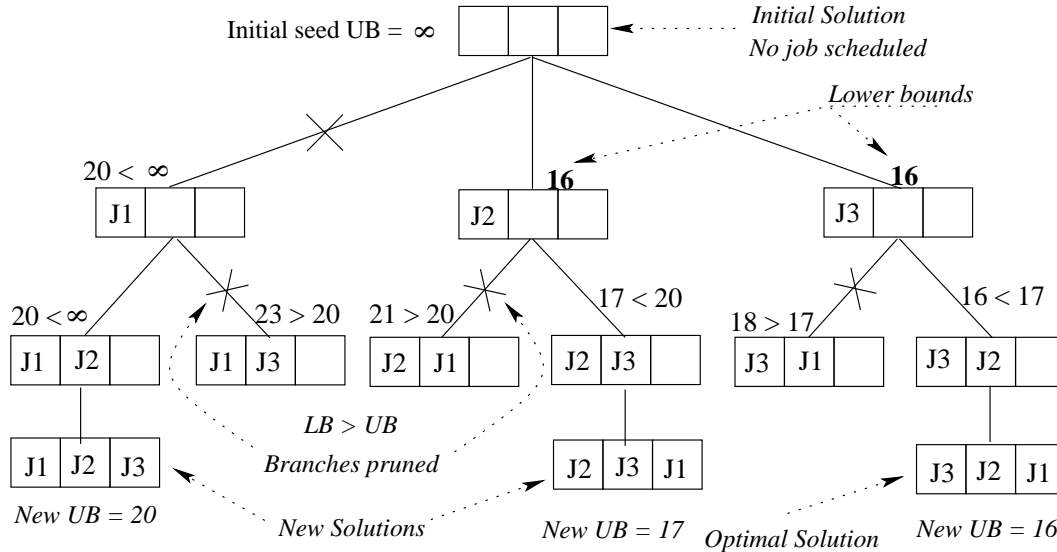 Initial seed UB = ∞
Initial Solution
No job scheduled
Lower bounds
20 < ∞
16
16
J1
J2
J3
20 < ∞
23 > 20
21 > 20
17 < 20
18 > 17
16 < 17
J1 J2
J1 J3
J2 J1
J2 J3
J3 J1
J3 J2
LB > UB
Branches pruned
J1 J2 J3
J2 J3 J1
J3 J2 J1
New UB = 20
New Solutions
New UB = 17
Optimal Solution
New UB = 16